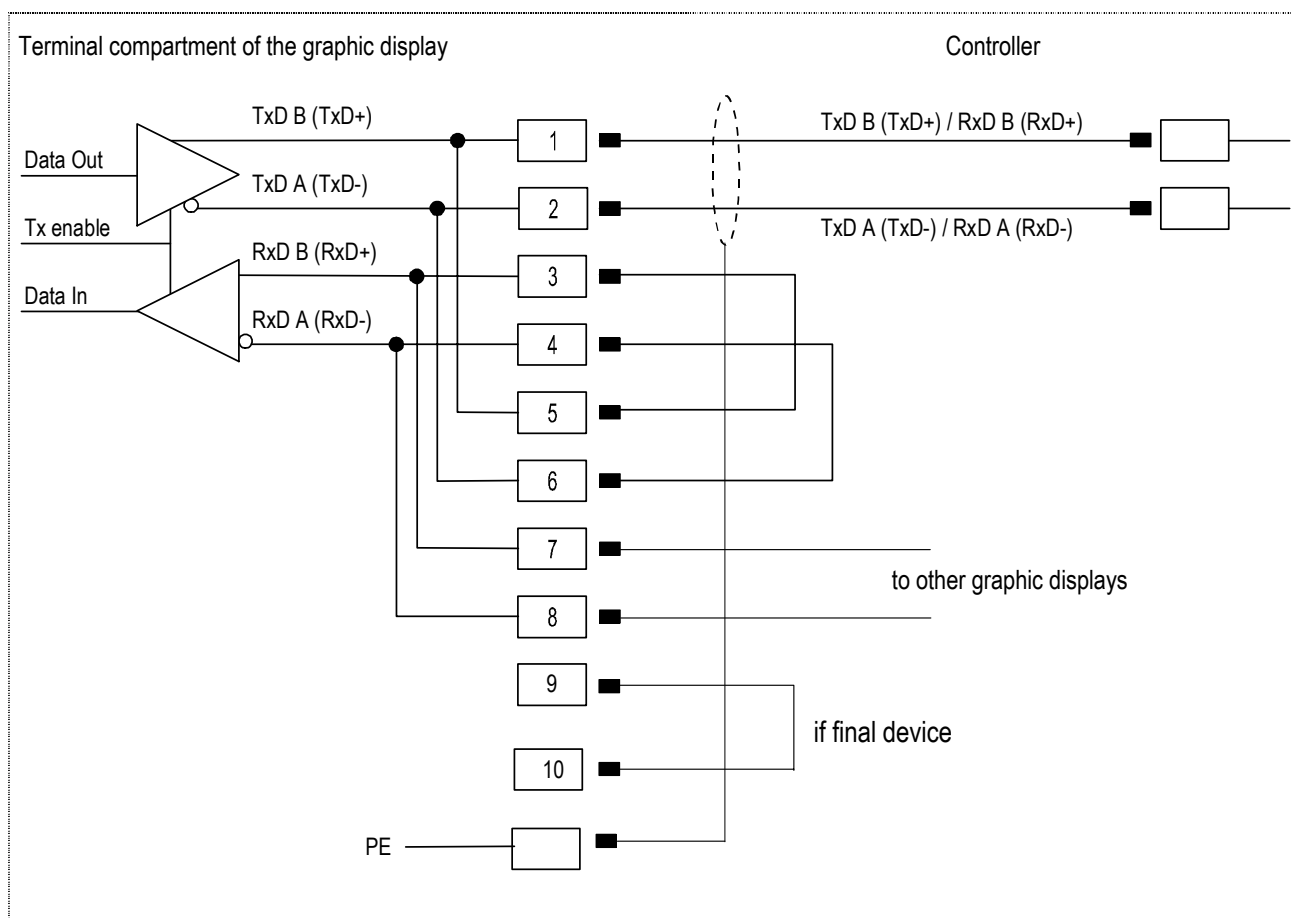 Terminal compartment of the graphic display
Controller
TxD B (TxD+)
1
TxD B (TxD+) / RxD B (RxD+)
Data Out
TxD A (TxD-)
2
TxD A (TxD-) / RxD A (RxD-)
Tx enable
RxD B (RxD+)
3
Data In
RxD A (RxD-)
4
5
6
7
to other graphic displays
8
9
if final device
10
PE